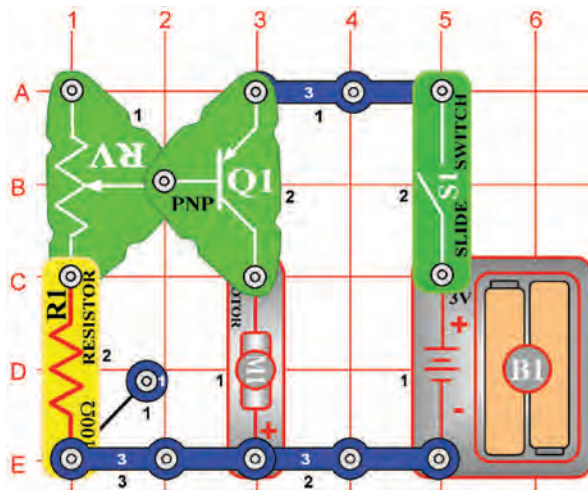 1 2 3 4 5 6
A
B
C
D
E
1
RV
PNP
Q1
2
3
1
S1
SLIDE SWITCH
2
R1
RESISTOR
100Ω
2
1
1
M1
+
1
3V
+
-
1
B1
3
3
3
2